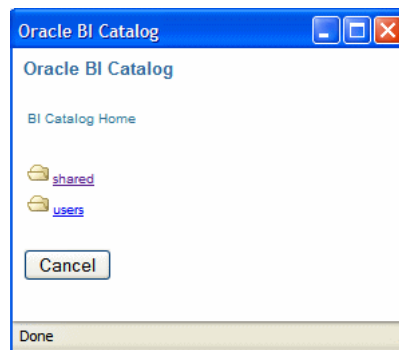 Oracle BI Catalog
Oracle BI Catalog
BI Catalog Home
shared
users
Cancel
Done